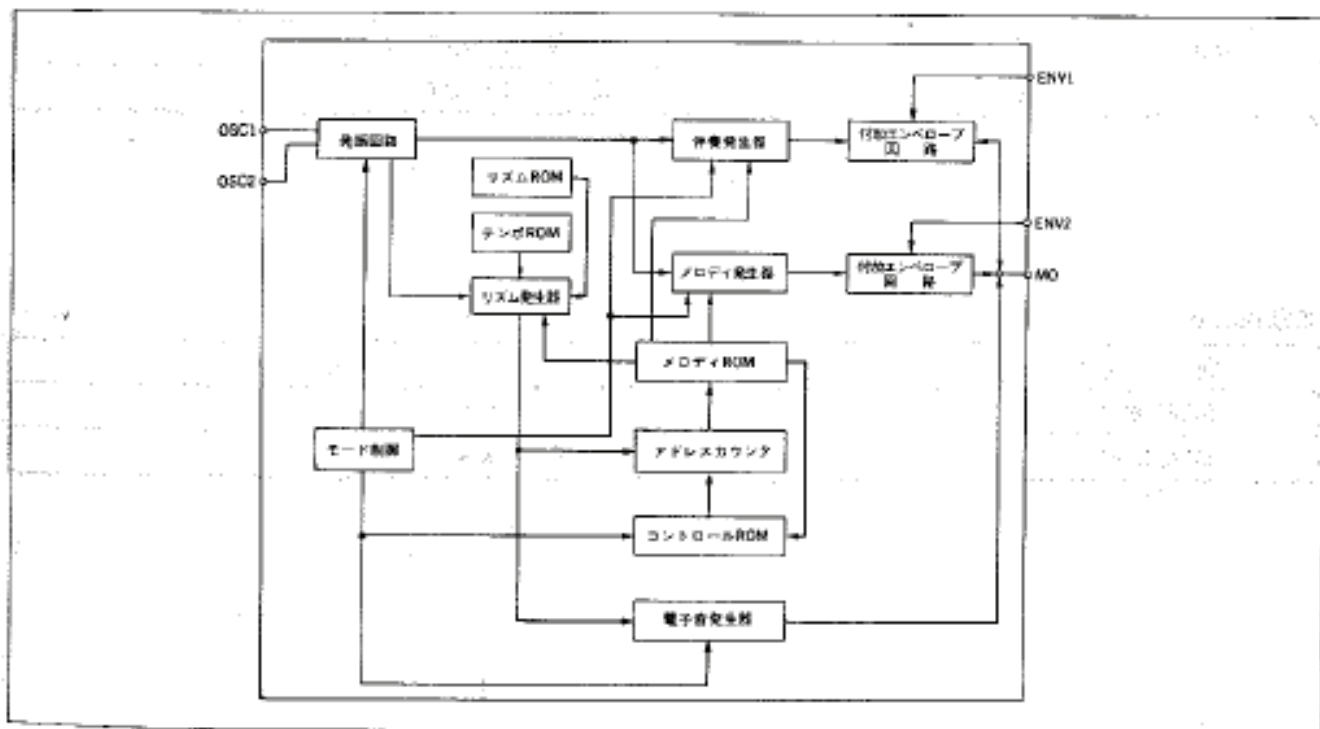 ENV1
OSC1
発振回路
伴奏発生器
付加エンベロープ
回 路
OSC2
リズムROM
テンポROM
ENV2
メロディ発生器
付加エンベロープ
回 路
MO
リズム発生器
メロディROM
モード制御
アドレスカウンタ
コントロールROM
電子音発生器